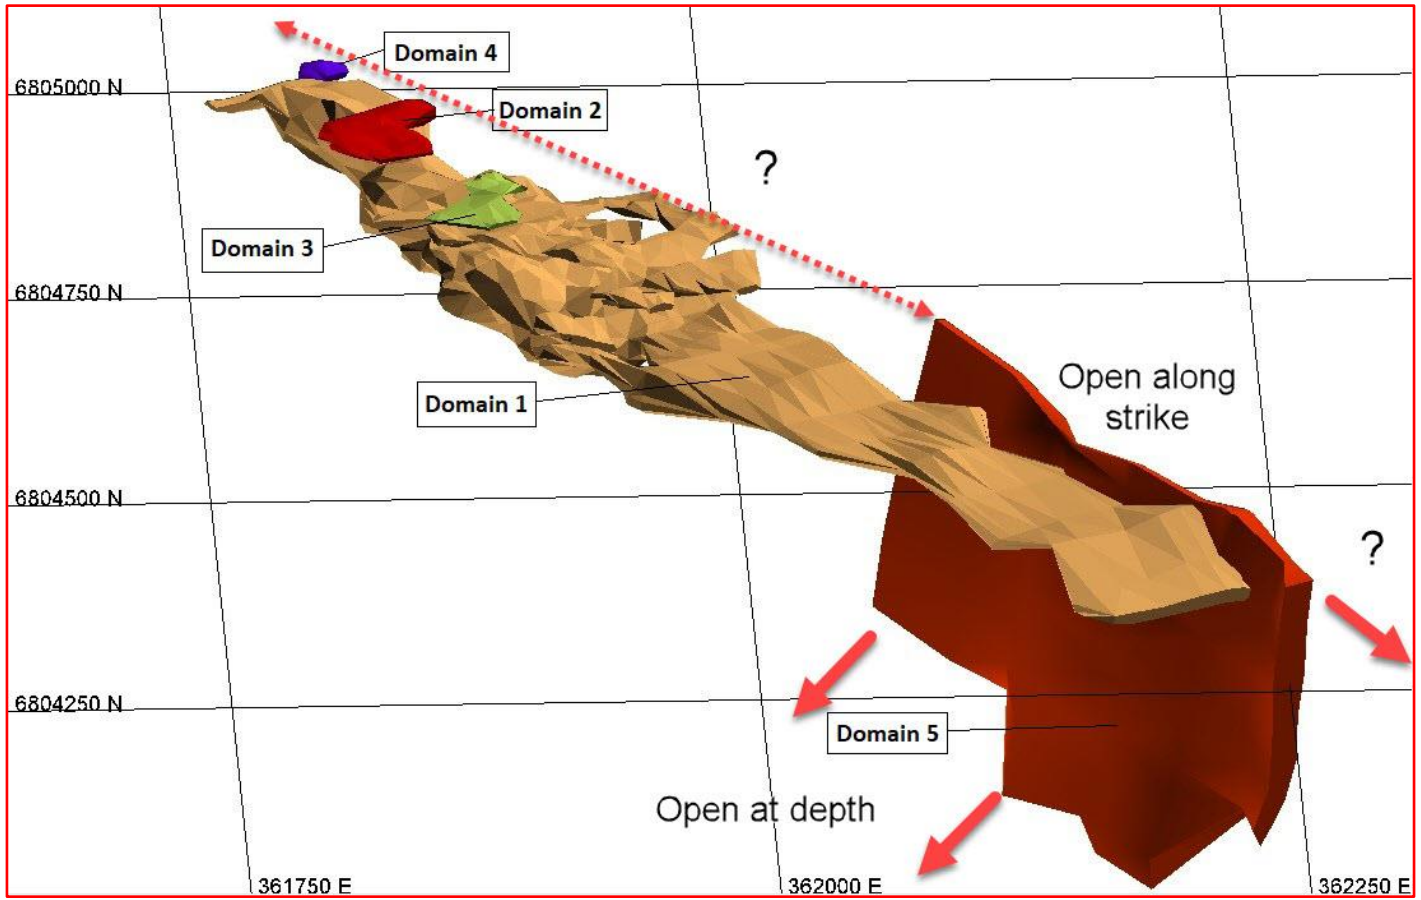 Domain 4
6805000 N
Domain 2
?
Domain 3
6804750 N
Open along
strike
Domain 1
6804500 N
?
6804250 N
Domain 5
Open at depth
361750 E
362000 E
362250 E